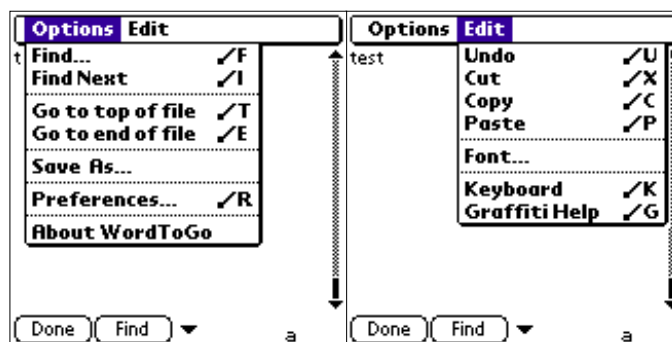 Options Edit
t
Find... /F
Find Next /I
Go to top of file /T
Go to end of file /E
Save As...
Preferences... /R
About WordToGo
Done Find
a
Options Edit
test
Undo /U
Cut /X
Copy /C
Paste /P
Font...
Keyboard /K
Graffiti Help /G
Done Find
a